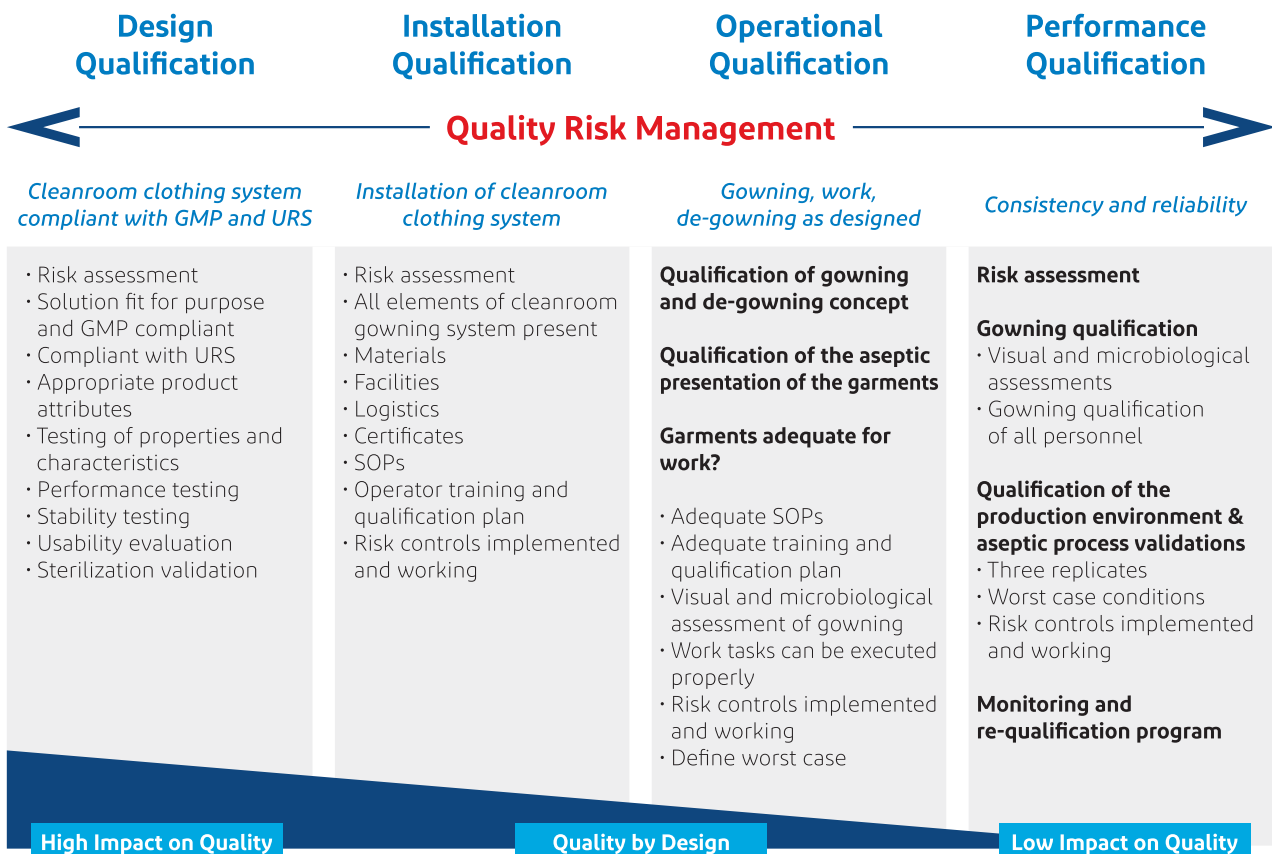 Design
Qualification
Installation
Qualification
Operational
Qualification
Performance
Qualification
Quality Risk Management
Cleanroom clothing system
compliant with GMP and URS
Installation of cleanroom
clothing system
Gowning, work,
de-gowning as designed
Consistency and reliability
· Risk assessment
· Solution fit for purpose
and GMP compliant
· Compliant with URS
· Appropriate product
attributes
· Testing of properties and
characteristics
· Performance testing
· Stability testing
· Usability evaluation
· Sterilization validation
· Risk assessment
· All elements of cleanroom
gowning system present
· Materials
· Facilities
· Logistics
· Certificates
· SOPs
· Operator training and
qualification plan
· Risk controls implemented
and working
Qualification of gowning
and de-gowning concept
Qualification of the aseptic
presentation of the garments
Garments adequate for
work?
· Adequate SOPs
· Adequate training and
qualification plan
· Visual and microbiological
assessment of gowning
· Work tasks can be executed
properly
· Risk controls implemented
and working
· Define worst case
Risk assessment
Gowning qualification
· Visual and microbiological
assessments
· Gowning qualification
of all personnel
Qualification of the
production environment &
aseptic process validations
· Three replicates
· Worst case conditions
· Risk controls implemented
and working
Monitoring and
re-qualification program
High Impact on Quality
Quality by Design
Low Impact on Quality